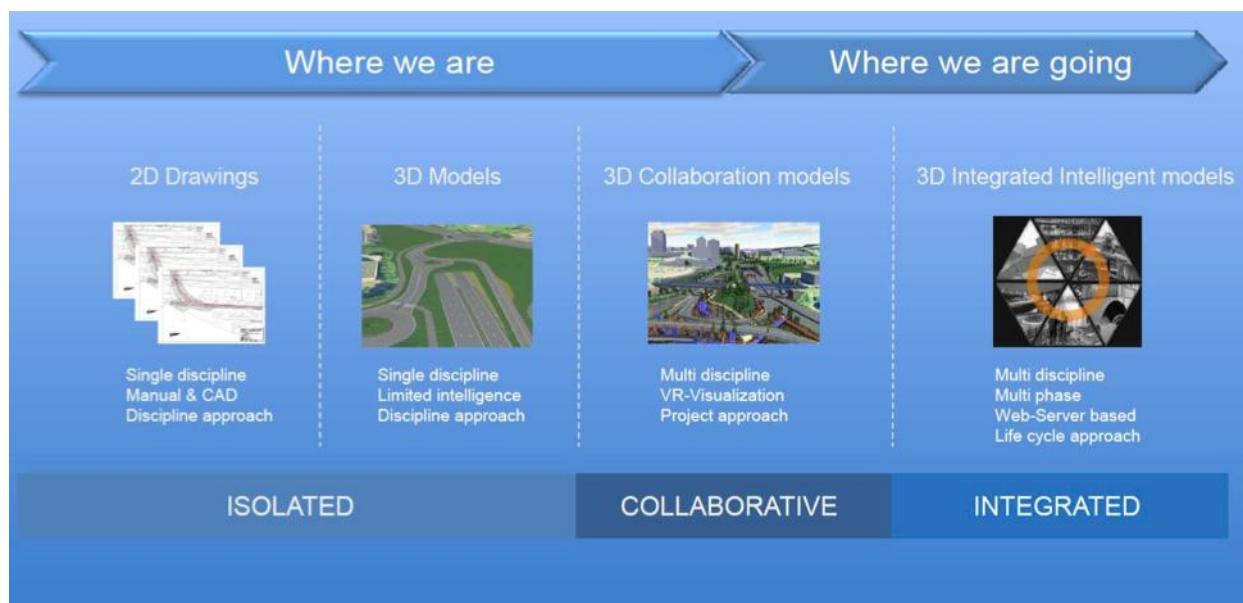 Where we are
Where we are going
2D Drawings
3D Models
3D Collaboration models
3D Integrated Intelligent models
Single discipline
Manual & CAD
Discipline approach
Single discipline
Limited intelligence
Discipline approach
Multi discipline
VR-Visualization
Project approach
Multi discipline
Multi phase
Web-Server based
Life cycle approach
ISOLATED
COLLABORATIVE
INTEGRATED